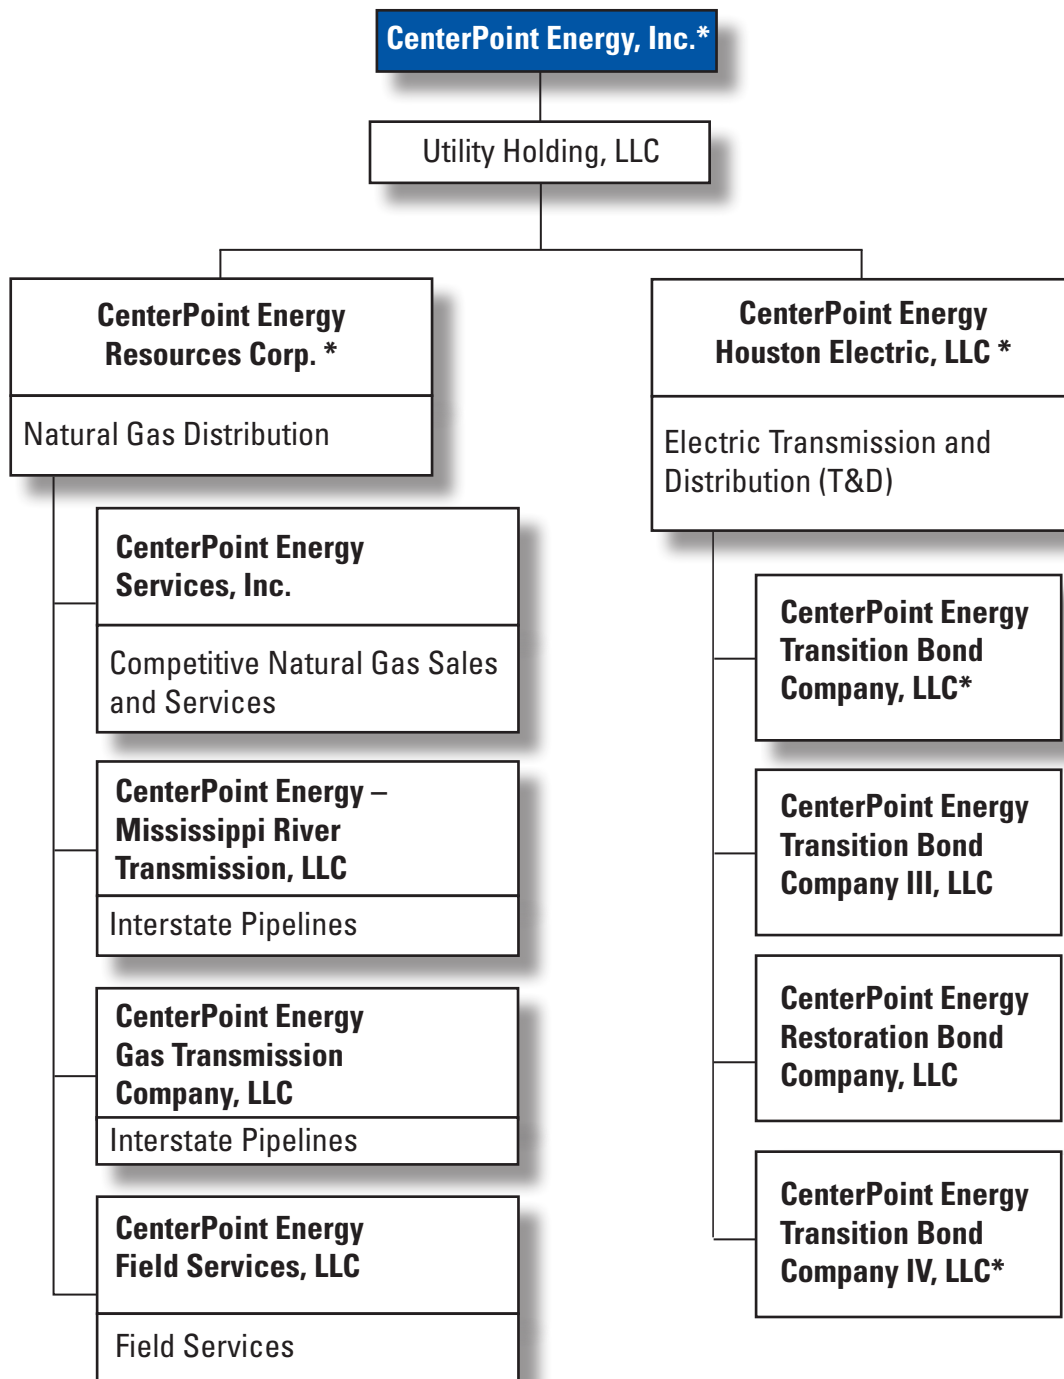 CenterPoint Energy, Inc.*
Utility Holding, LLC
CenterPoint Energy
Resources Corp. *
Natural Gas Distribution
CenterPoint Energy
Services, Inc.
Competitive Natural Gas Sales
and Services
CenterPoint Energy –
Mississippi River
Transmission, LLC
Interstate Pipelines
CenterPoint Energy
Gas Transmission
Company, LLC
Interstate Pipelines
CenterPoint Energy
Field Services, LLC
Field Services
CenterPoint Energy
Houston Electric, LLC *
Electric Transmission and
Distribution (T&D)
CenterPoint Energy
Transition Bond
Company, LLC*
CenterPoint Energy
Transition Bond
Company III, LLC
CenterPoint Energy
Restoration Bond
Company, LLC
CenterPoint Energy
Transition Bond
Company IV, LLC*